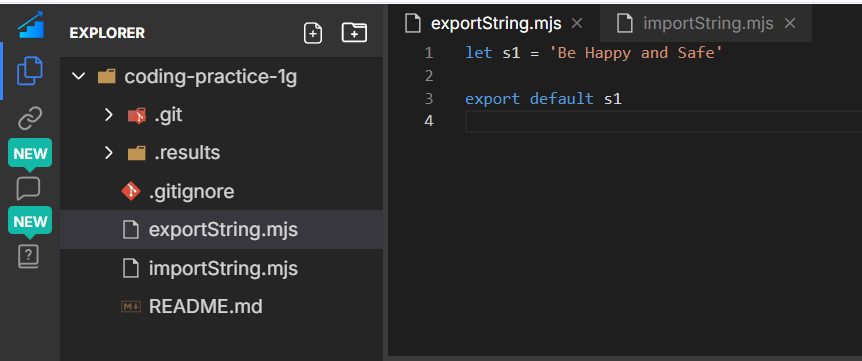 EXPLORER
coding-practice-1g
.git
.results
.gitignore
exportString.mjs
importString.mjs
README.md
NEW
NEW
exportString.mjs
importString.mjs
1 let s1 = 'Be Happy and Safe'
2
3 export default s1
4